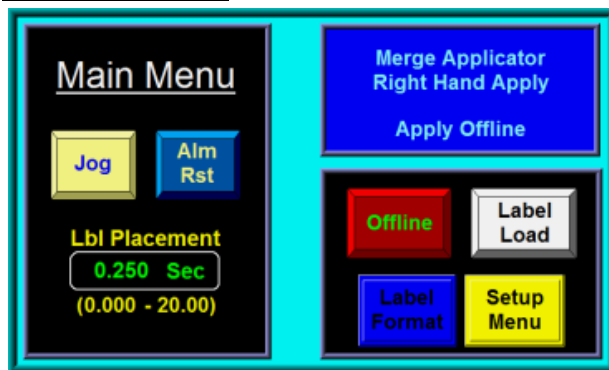 Main Menu
Jog
Alm
Rst
Lbl Placement
0.250 Sec
(0.000 - 20.00)
Merge Applicator
Right Hand Apply
Apply Offline
Offline
Label
Load
Label
Format
Setup
Menu